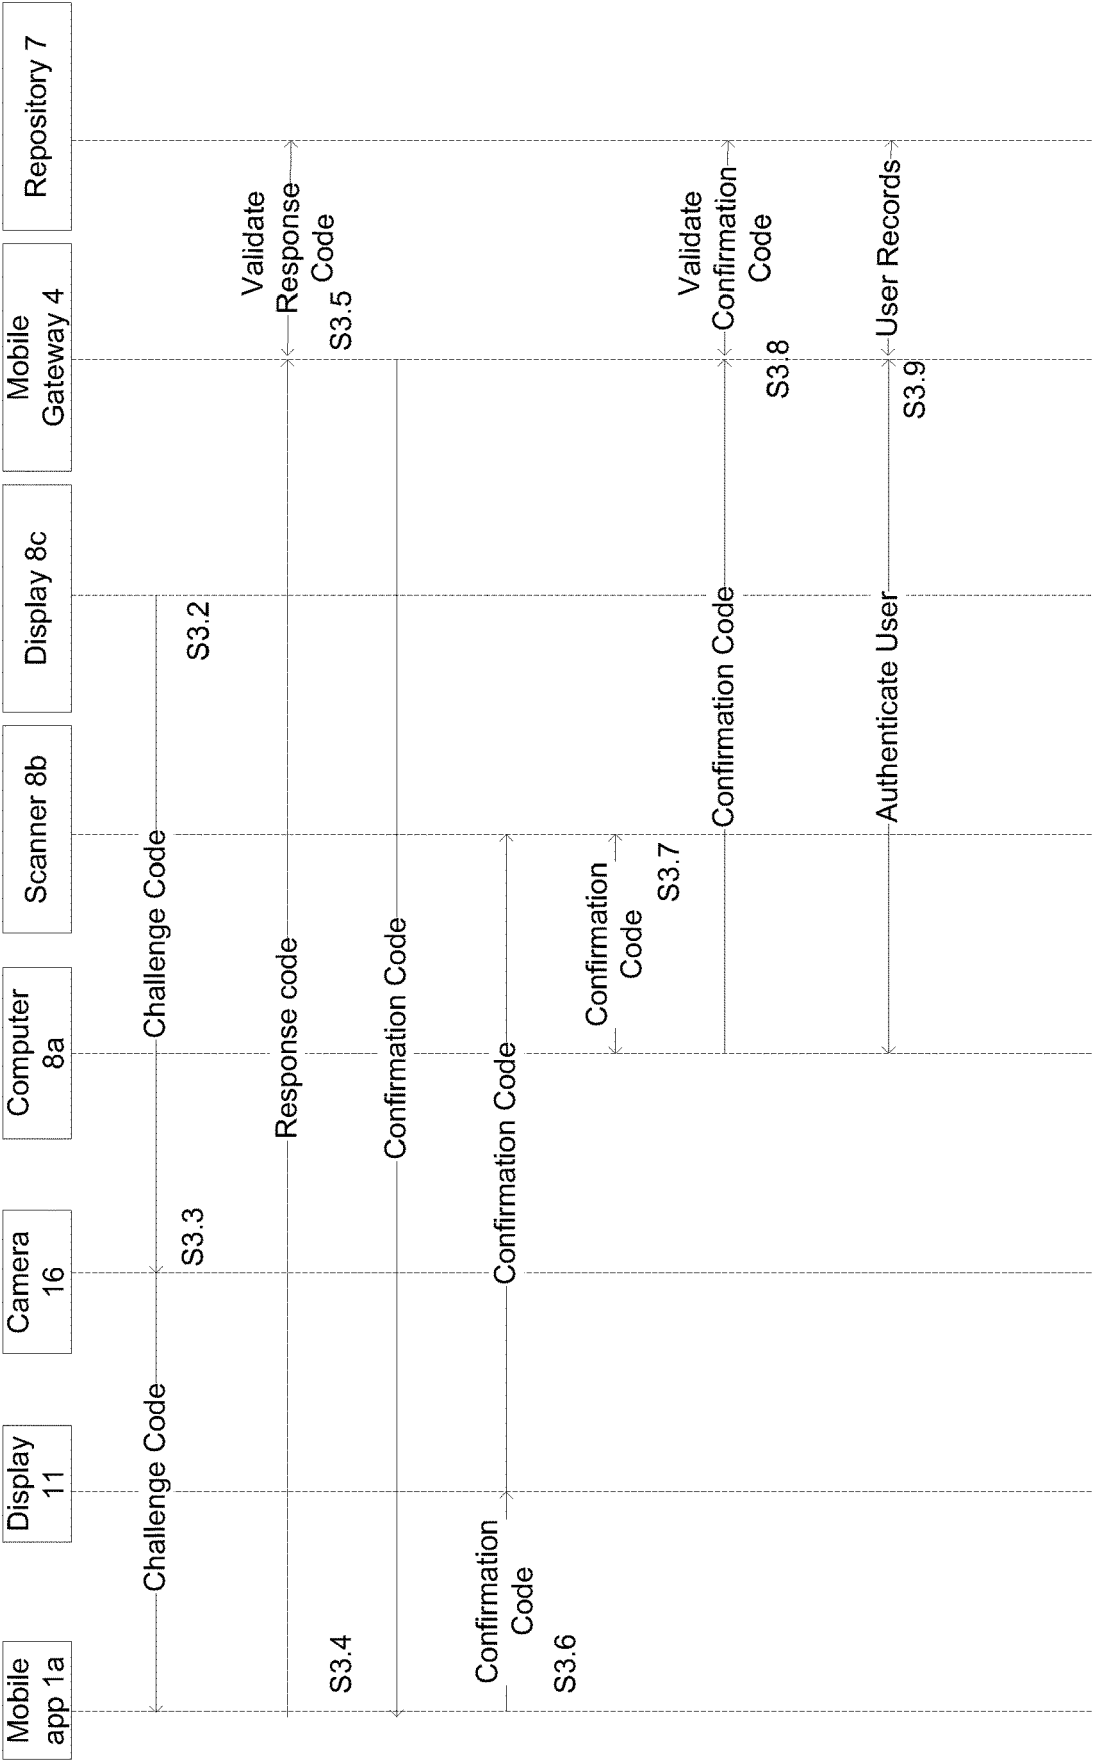 Mobile
app 1a
Display
11
Camera
16
Computer
8a
Scanner 8b
Display 8c
Mobile
Gateway 4
Repository 7
Challenge Code
Challenge Code
S3.3
S3.2
Response code
S3.4
Validate
Response
Code
S3.5
Confirmation Code
Confirmation
Code
S3.6
Confirmation Code
Confirmation
Code
S3.7
Confirmation Code
Validate
Confirmation
Code
S3.8
Authenticate User
User Records
S3.9